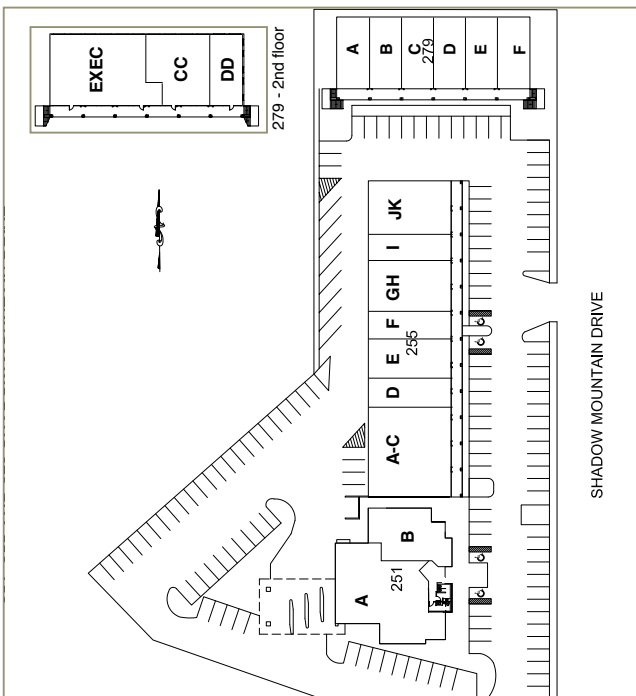 EXEC
CC
DD
279 - 2nd floor
A
B
C
D
E
F
279
JK
I
GH
F
E
D
A-C
255
B
A
251
SHADOW MOUNTAIN DRIVE